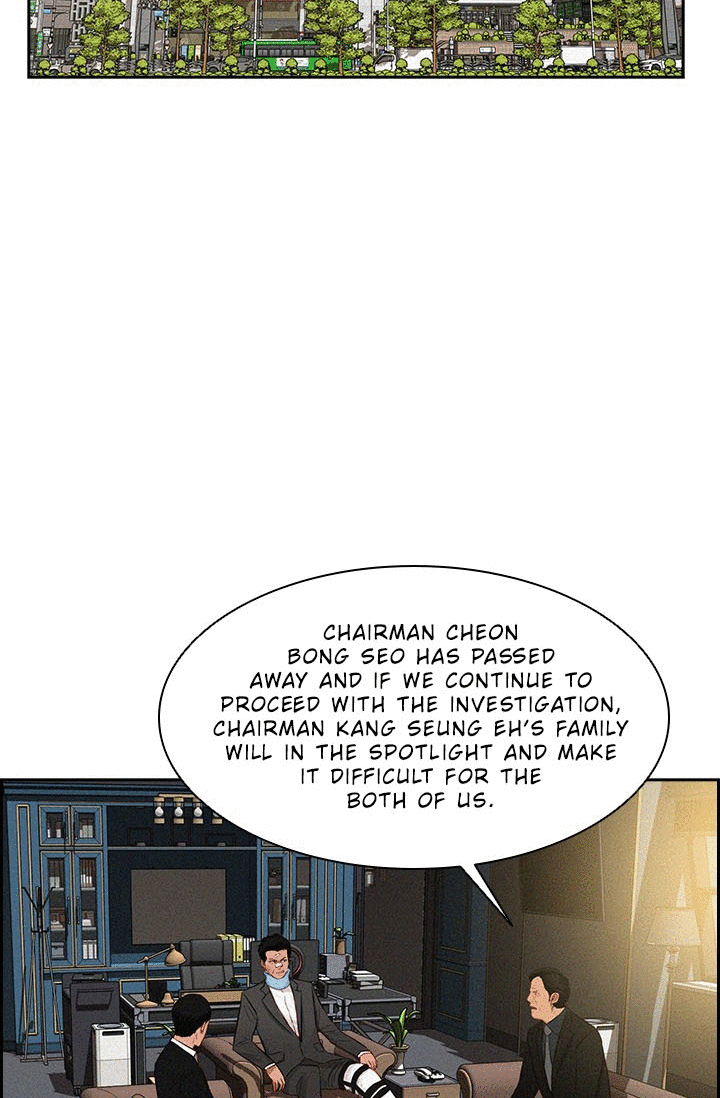 CHAIRMAN CHEON
BONG SEO HAS PASSED
AWAY AND IF WE CONTINUE TO
PROCEED WITH THE INVESTIGATION,
CHAIRMAN KANG SEUNG EH'S FAMILY
WILL IN THE SPOTLIGHT AND MAKE
IT DIFFICULT FOR THE
BOTH OF US.